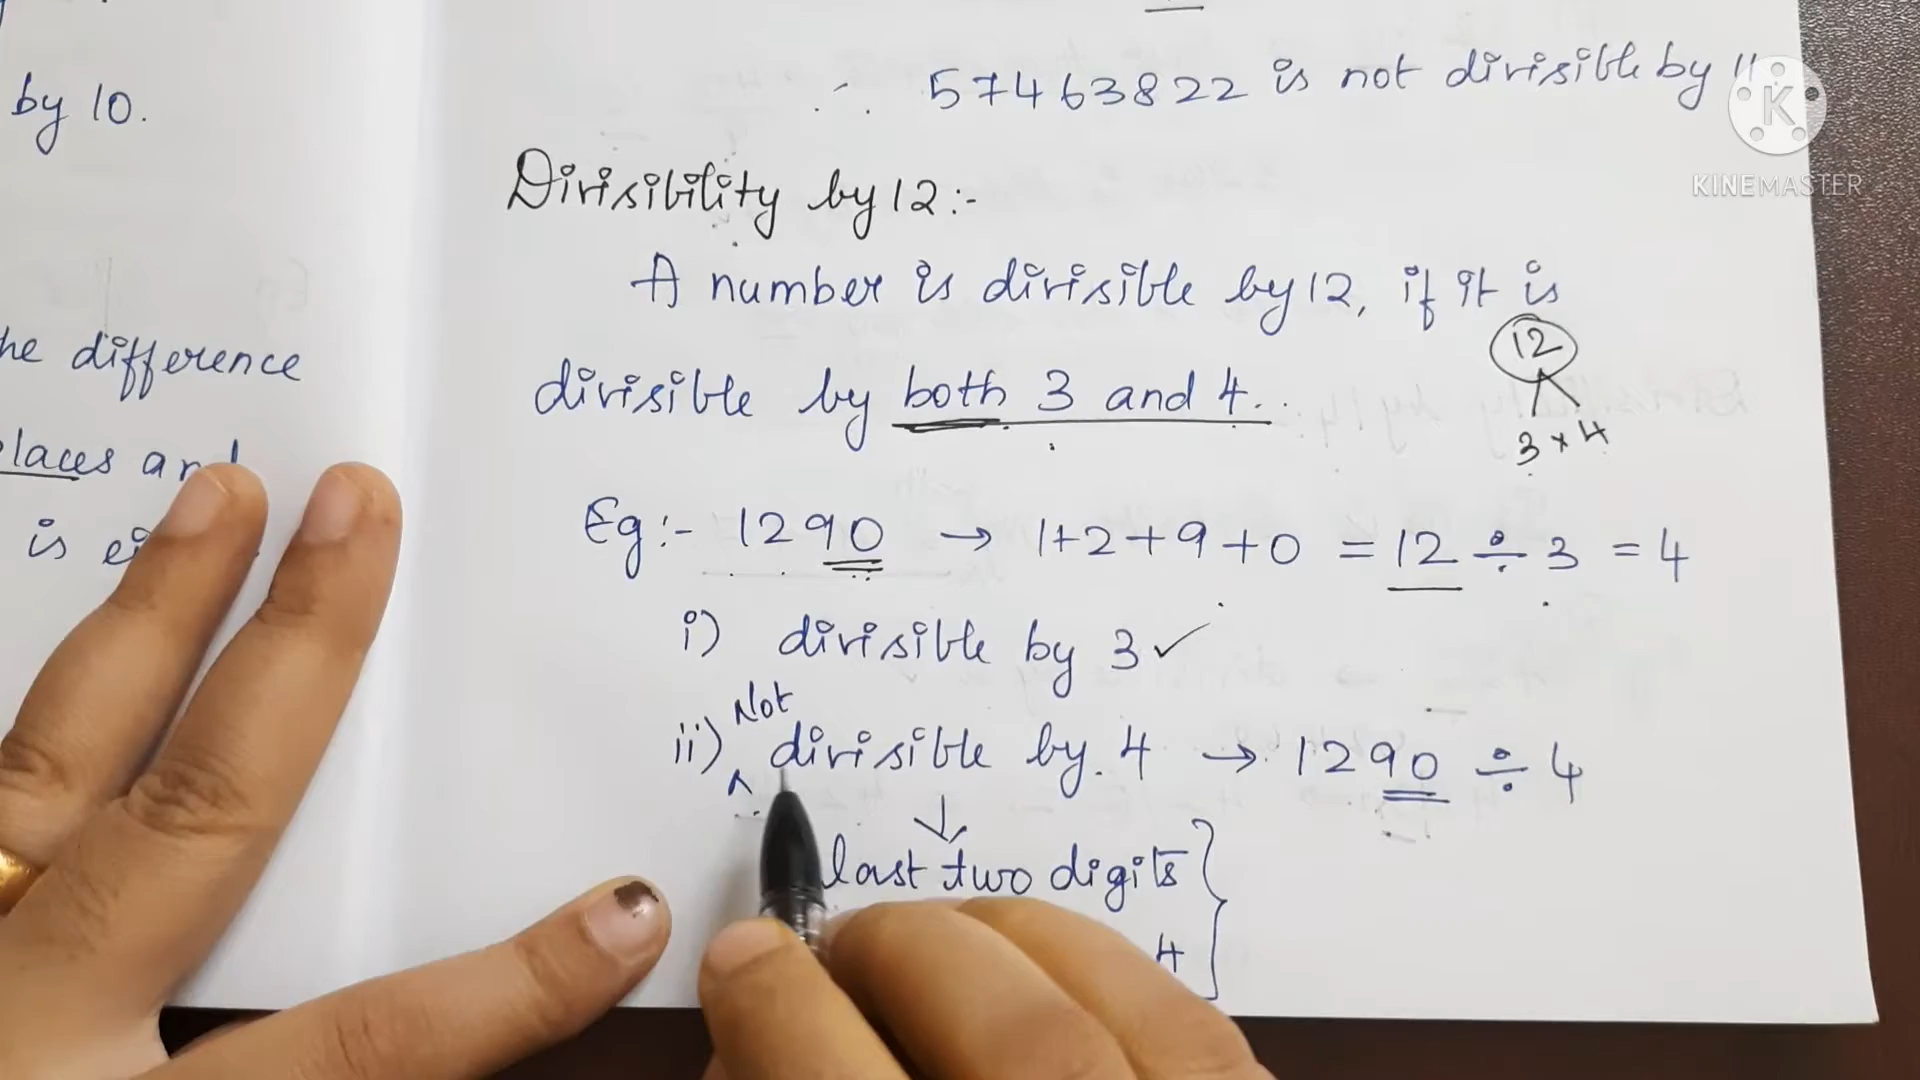 by 10.
he difference
laces and
is
∴ 57463822 is not divisible by 11
Divisibility by 12:-
A number is divisible by 12, if it is
divisible by both 3 and 4.
12
3 × 4
Eg:- 1290 → 1+2+9+0 = 12 ÷ 3 = 4
i) divisible by 3 ✓
Not
ii) ^ divisible by 4 → 1290 ÷ 4
↓
last two digits }
4
K
KINEMASTER